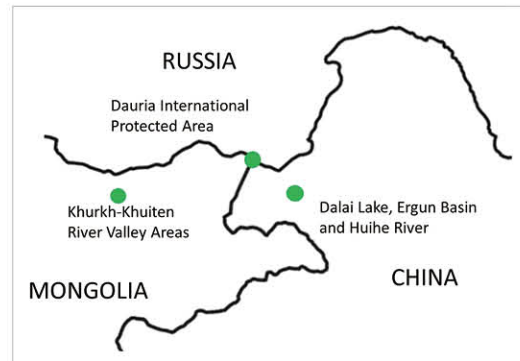 RUSSIA
Dauria International
Protected Area
Khurkh-Khuiten
River Valley Areas
Dalai Lake, Ergun Basin
and Huihe River
MONGOLIA
CHINA